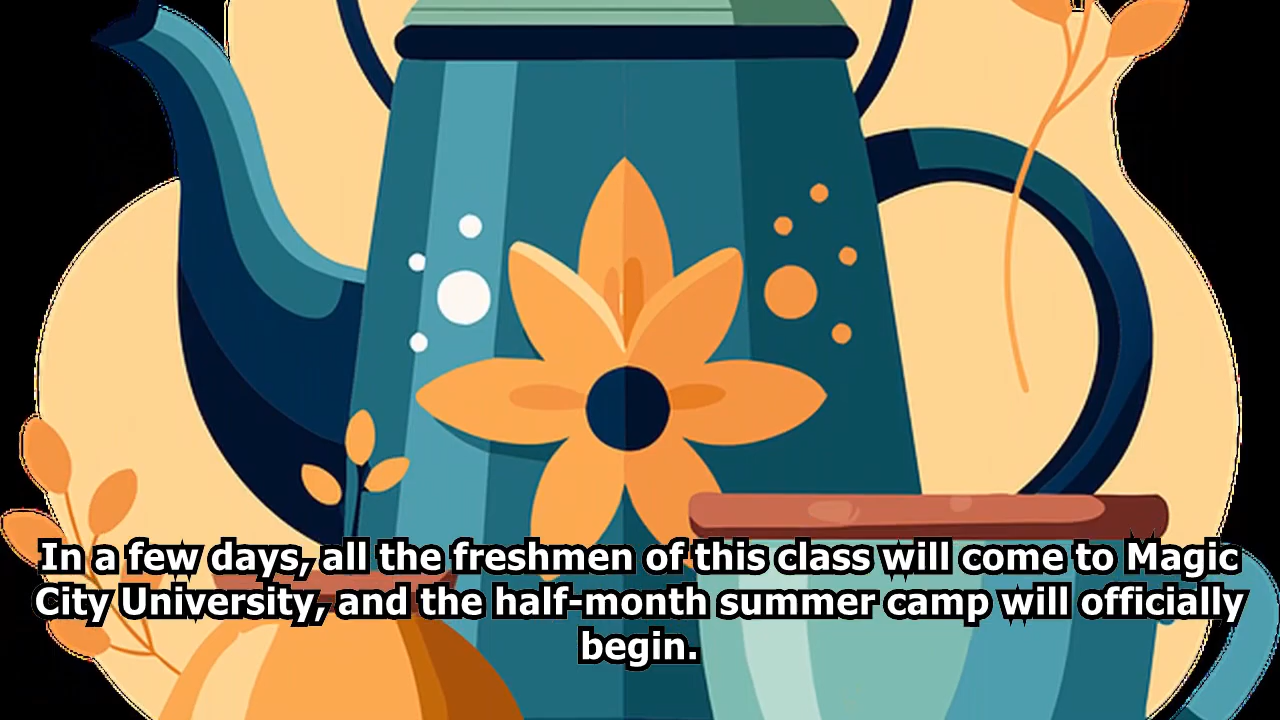 In a few days, all the freshmen of this class will come to Magic
City University, and the half-month summer camp will officially
begin.